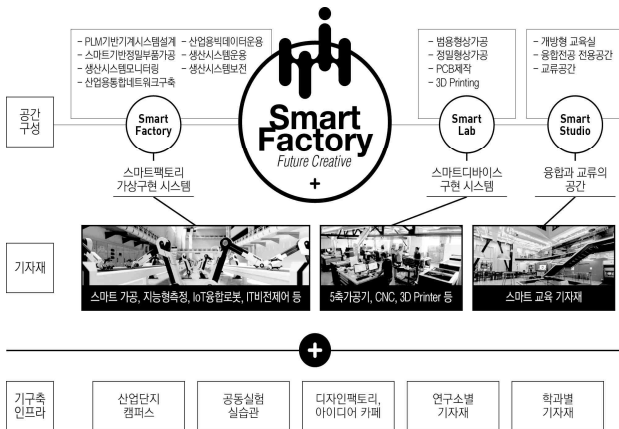 - PLM기반기계시스템설계 - 산업용빅데이터운용
- 스마트기반정밀부품가공 - 생산시스템운용
- 생산시스템모니터링 - 생산시스템보전
- 산업용통합네트워크구축
- 범용형상가공
- 정밀형상가공
- PCB제작
- 3D Printing
- 개방형 교육실
- 융합전공 전용공간
- 교류공간
공간
구성
Smart
Factory
Smart
Factory
Future Creative
+
Smart
Lab
Smart
Studio
스마트팩토리
가상구현 시스템
스마트디바이스
구현 시스템
융합과 교류의
공간
기자재
스마트 가공, 지능형측정, IoT융합로봇, IT비전제어 등
5축가공기, CNC, 3D Printer 등
스마트 교육 기자재
+
기구축
인프라
산업단지
캠퍼스
공동실험
실습관
디자인팩토리,
아이디어 카페
연구소별
기자재
학과별
기자재